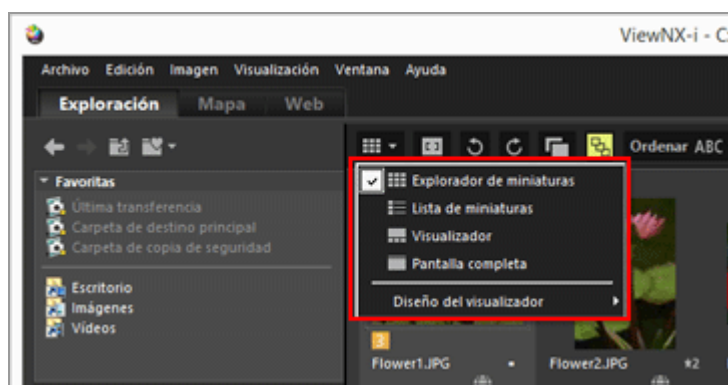 ViewNX-i - C
Archivo Edición Imagen Visualización Ventana Ayuda
Exploración Mapa Web
Ordenar ABC
Favoritas
Última transferencia
Carpeta de destino principal
Carpeta de copia de seguridad
Escritorio
Imágenes
Vídeos
Explorador de miniaturas
Lista de miniaturas
Visualizador
Pantalla completa
Diseño del visualizador
3
Flower1.JPG Flower2.JPG ★2